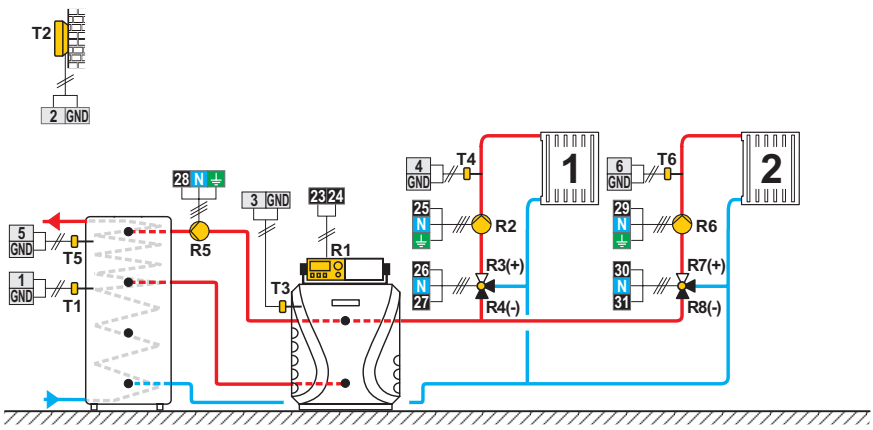 T2
2 GND
28 N
3 GND
23 24
4
GND
T4
1
6
GND
T6
2
25
N
R2
29
N
R6
5
GND
T5
R5
R1
26
N
27
R3(+)
R4(-)
30
N
31
R7(+)
R8(-)
1
GND
T1
T3